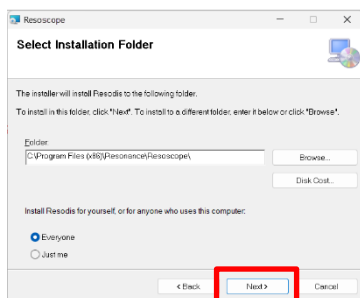 Resoscope
Select Installation Folder
The installer will install Resodis to the following folder.
To install in this folder, click "Next". To install to a different folder, enter it below or click "Browse".
Folder:
C:\Program Files (x86)\Resonance\Resoscope\
Browse...
Disk Cost...
Install Resodis for yourself, or for anyone who uses this computer:
Everyone
Just me
< Back
Next >
Cancel